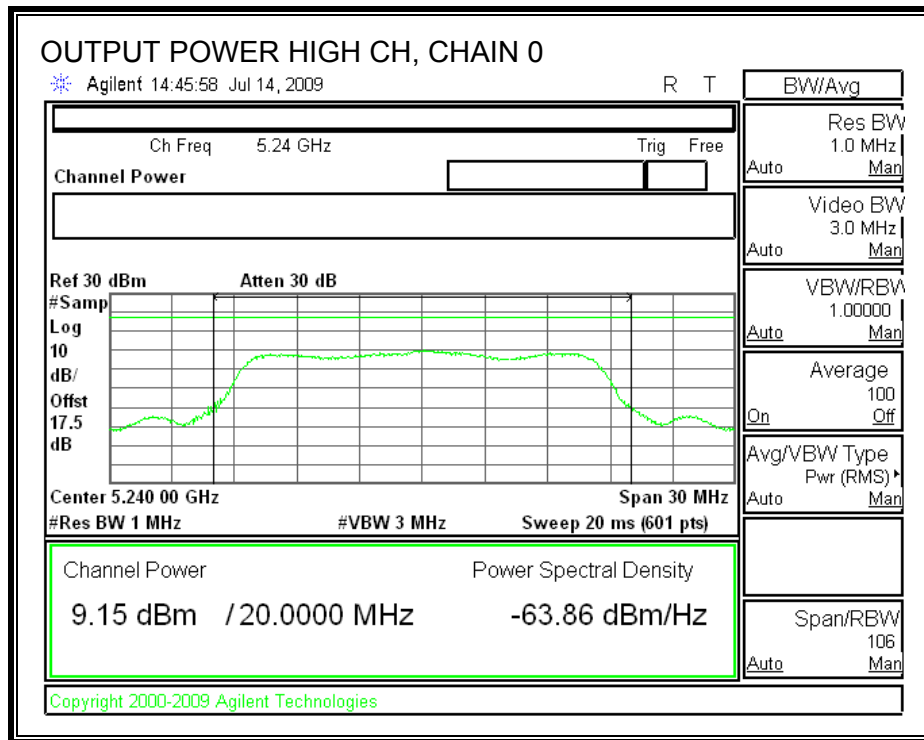 OUTPUT POWER HIGH CH, CHAIN 0
Agilent 14:45:58 Jul 14, 2009 R T
Ch Freq 5.24 GHz Trig Free
Channel Power
Ref 30 dBm Atten 30 dB
#Samp
Log
10
dB/
Offst
17.5
dB
Center 5.240 00 GHz Span 30 MHz
#Res BW 1 MHz #VBW 3 MHz Sweep 20 ms (601 pts)
Channel Power Power Spectral Density
9.15 dBm / 20.0000 MHz -63.86 dBm/Hz
Copyright 2000-2009 Agilent Technologies
BW/Avg
Res BW
1.0 MHz
Auto Man
Video BW
3.0 MHz
Auto Man
VBW/RBW
1.00000
Auto Man
Average
100
On Off
Avg/VBW Type
Pwr (RMS)
Auto Man
Span/RBW
106
Auto Man